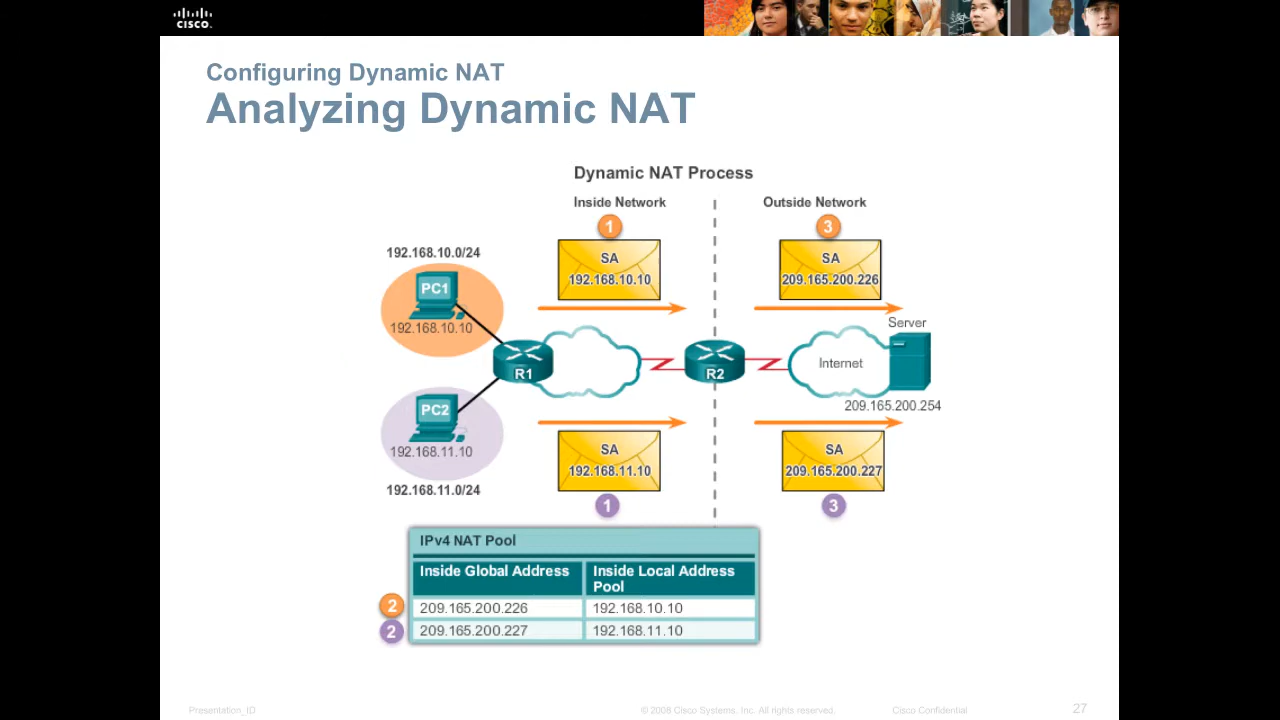 CISCO.
Configuring Dynamic NAT
Analyzing Dynamic NAT
Dynamic NAT Process
Inside Network
Outside Network
1
3
192.168.10.0/24
SA
192.168.10.10
SA
209.165.200.226
PC1
192.168.10.10
Server
R1
R2
Internet
209.165.200.254
PC2
192.168.11.10
192.168.11.0/24
SA
192.168.11.10
SA
209.165.200.227
1
3
IPv4 NAT Pool
Inside Global Address
Inside Local Address
Pool
2
209.165.200.226
192.168.10.10
2
209.165.200.227
192.168.11.10
Presentation_ID
© 2008 Cisco Systems, Inc. All rights reserved.
Cisco Confidential
27